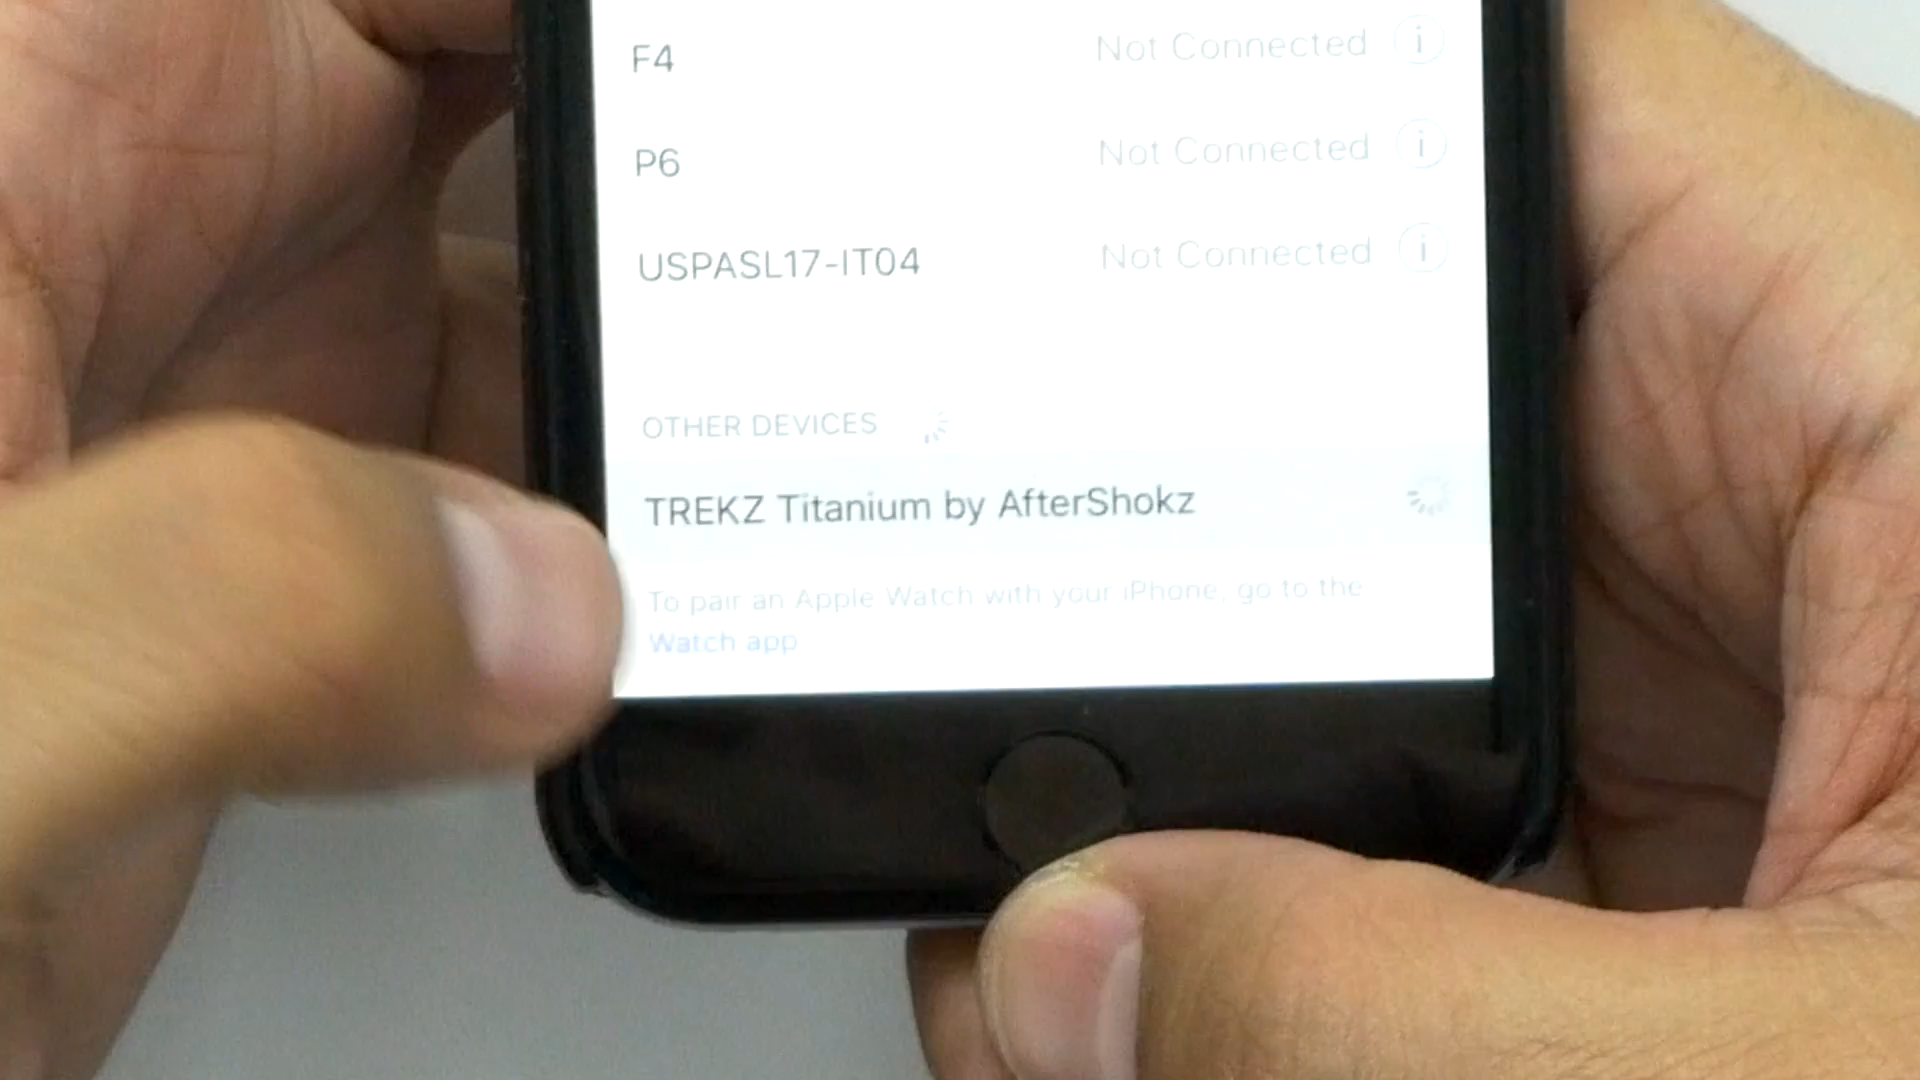 F4 Not Connected i
P6 Not Connected i
USPASL17-IT04 Not Connected i
OTHER DEVICES
TREKZ Titanium by AfterShokz
To pair an Apple Watch with your iPhone, go to the
Watch app